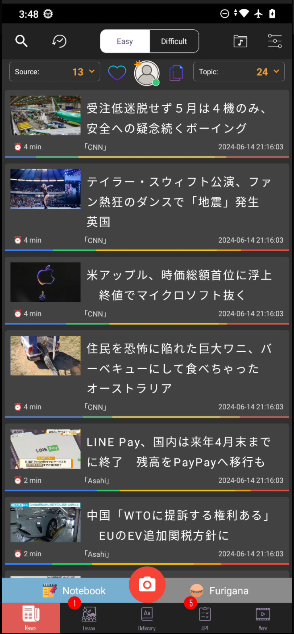 3:48
Easy
Difficult
Source: 13
Topic: 24
受注低迷脱せず５月は４機のみ、
安全への疑念続くボーイング
4 min 「CNN」 2024-06-14 21:16:03
テイラー・スウィフト公演、ファ
ン熱狂のダンスで「地震」発生
英国
4 min 「CNN」 2024-06-14 21:16:03
米アップル、時価総額首位に浮上
終値でマイクロソフト抜く
2 min 「CNN」 2024-06-14 21:16:03
住民を恐怖に陥れた巨大ワニ、バ
ーベキューにして食べちゃった
オーストラリア
4 min 「CNN」 2024-06-14 21:16:03
LINE Pay、国内は来年4月末まで
に終了　残高をPayPayへ移行も
2 min 「Asahi」 2024-06-14 21:16:03
中国「WTOに提訴する権利ある」
EUのEV追加関税方針に
2 min 「Asahi」 2024-06-14 21:16:03
Notebook
Furigana
1
5
News